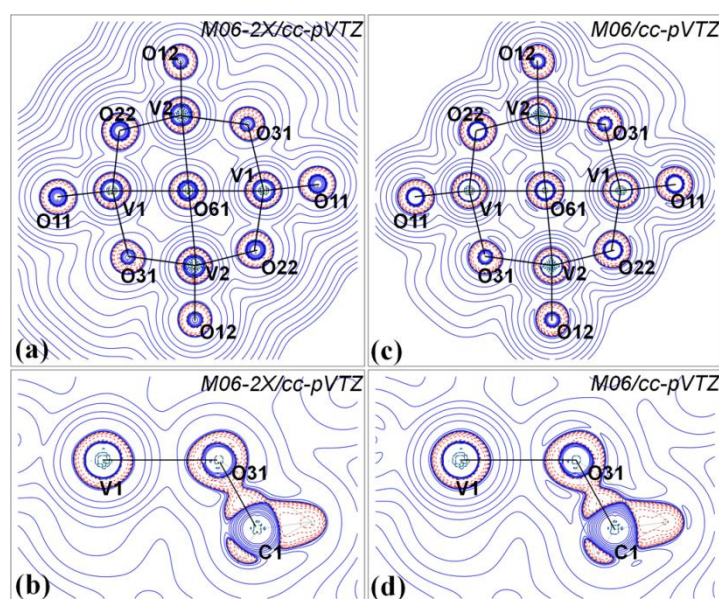 M06-2X/cc-pVTZ
O12
V2
O22
O31
V1
V1
O11
O61
O11
O31
O22
V2
O12
(a)
M06/cc-pVTZ
O12
V2
O22
O31
V1
V1
O11
O61
O11
O31
O22
V2
O12
(c)
M06-2X/cc-pVTZ
O31
V1
C1
(b)
M06/cc-pVTZ
O31
V1
C1
(d)